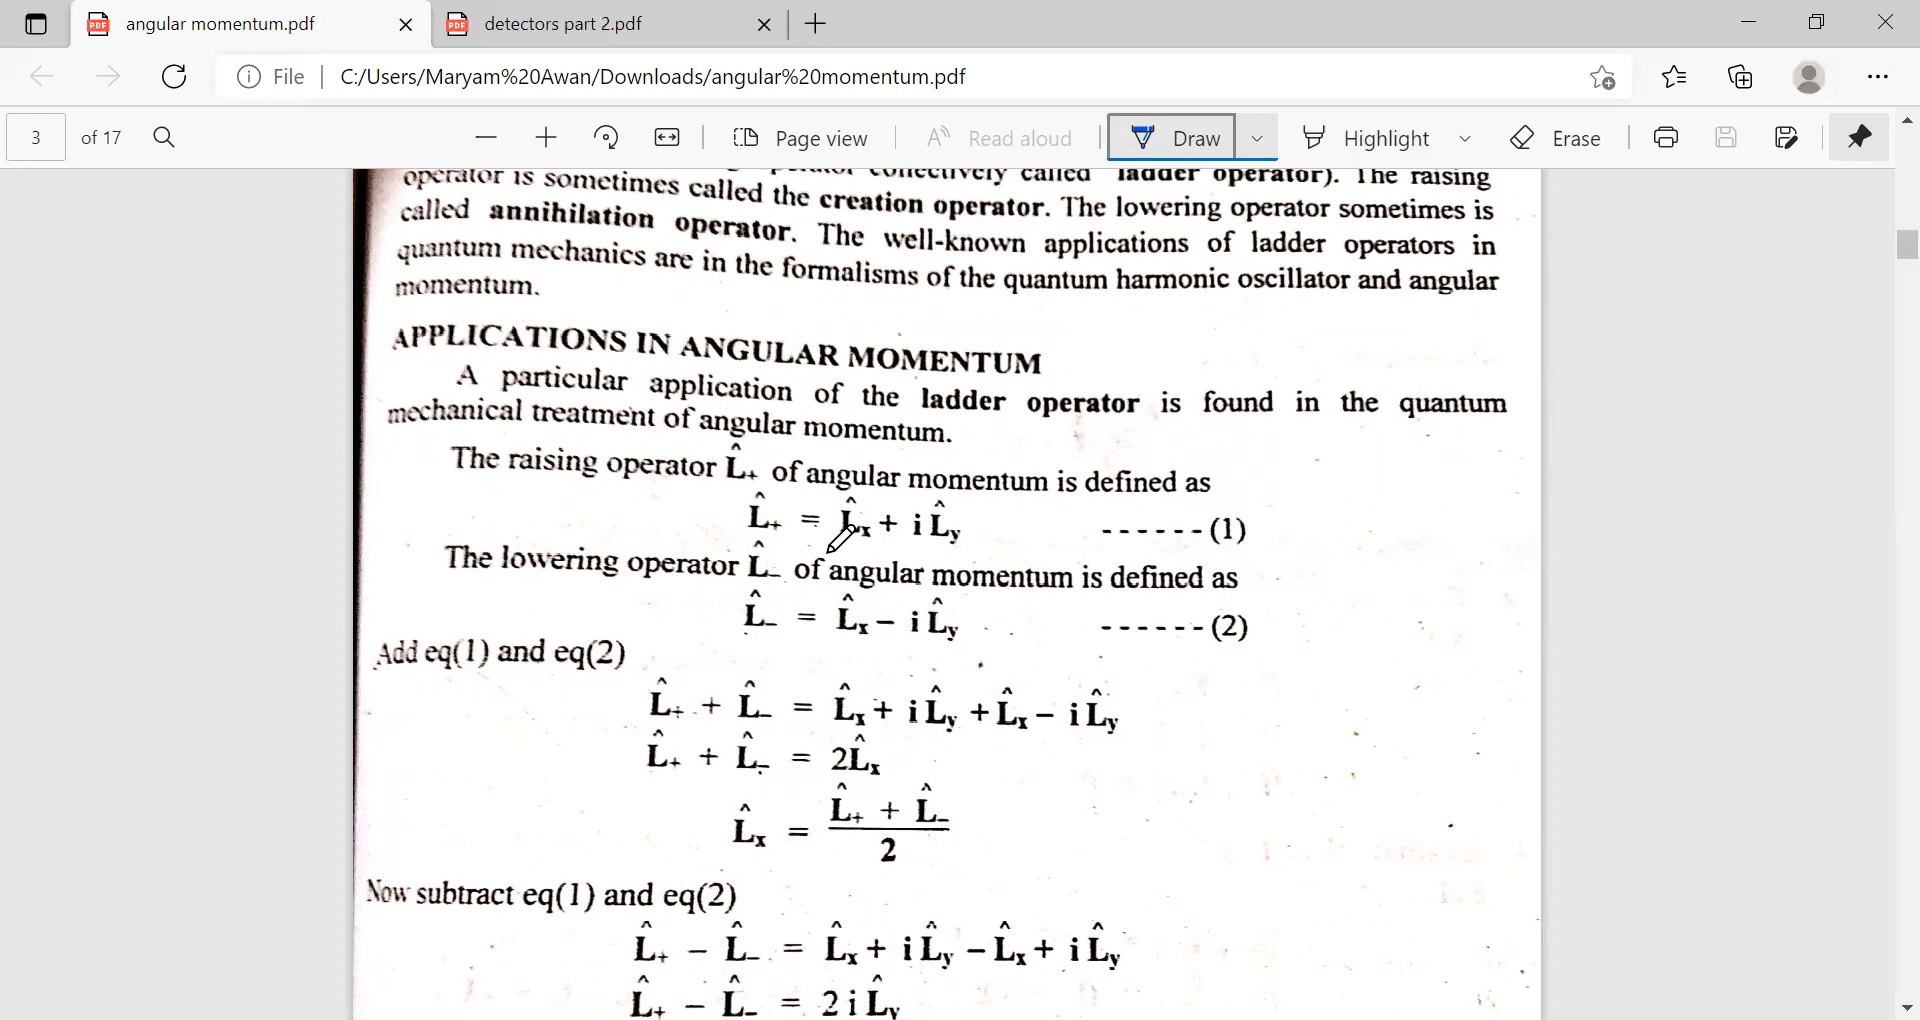 angular momentum.pdf
detectors part 2.pdf
File
C:/Users/Maryam%20Awan/Downloads/angular%20momentum.pdf
3 of 17
Page view
Read aloud
Draw
Highlight
Erase
collectively called ladder operator). The raising
operator is sometimes called the creation operator. The lowering operator sometimes is
called annihilation operator. The well-known applications of ladder operators in
quantum mechanics are in the formalisms of the quantum harmonic oscillator and angular
momentum.
APPLICATIONS IN ANGULAR MOMENTUM
A particular application of the ladder operator is found in the quantum
mechanical treatment of angular momentum.
The raising operator L̂₊ of angular momentum is defined as
L̂₊ = L̂ₓ + i L̂y ------(1)
The lowering operator L̂₋ of angular momentum is defined as
L̂₋ = L̂ₓ − i L̂y ------(2)
Add eq(1) and eq(2)
L̂₊ + L̂₋ = L̂ₓ + i L̂y + L̂ₓ − i L̂y
L̂₊ + L̂₋ = 2L̂ₓ
L̂ₓ = L̂₊ + L̂₋
2
Now subtract eq(1) and eq(2)
L̂₊ − L̂₋ = L̂ₓ + i L̂y − L̂ₓ + i L̂y
L̂₊ − L̂₋ = 2 i L̂y